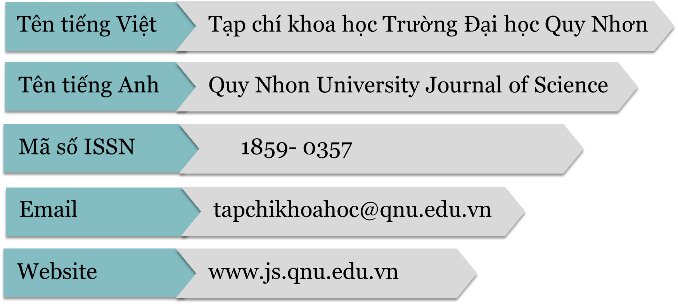 Tên tiếng Việt Tạp chí khoa học Trường Đại học Quy Nhơn
Tên tiếng Anh Quy Nhon University Journal of Science
Mã số ISSN 1859- 0357
Email tapchikhoahoc@qnu.edu.vn
Website www.js.qnu.edu.vn